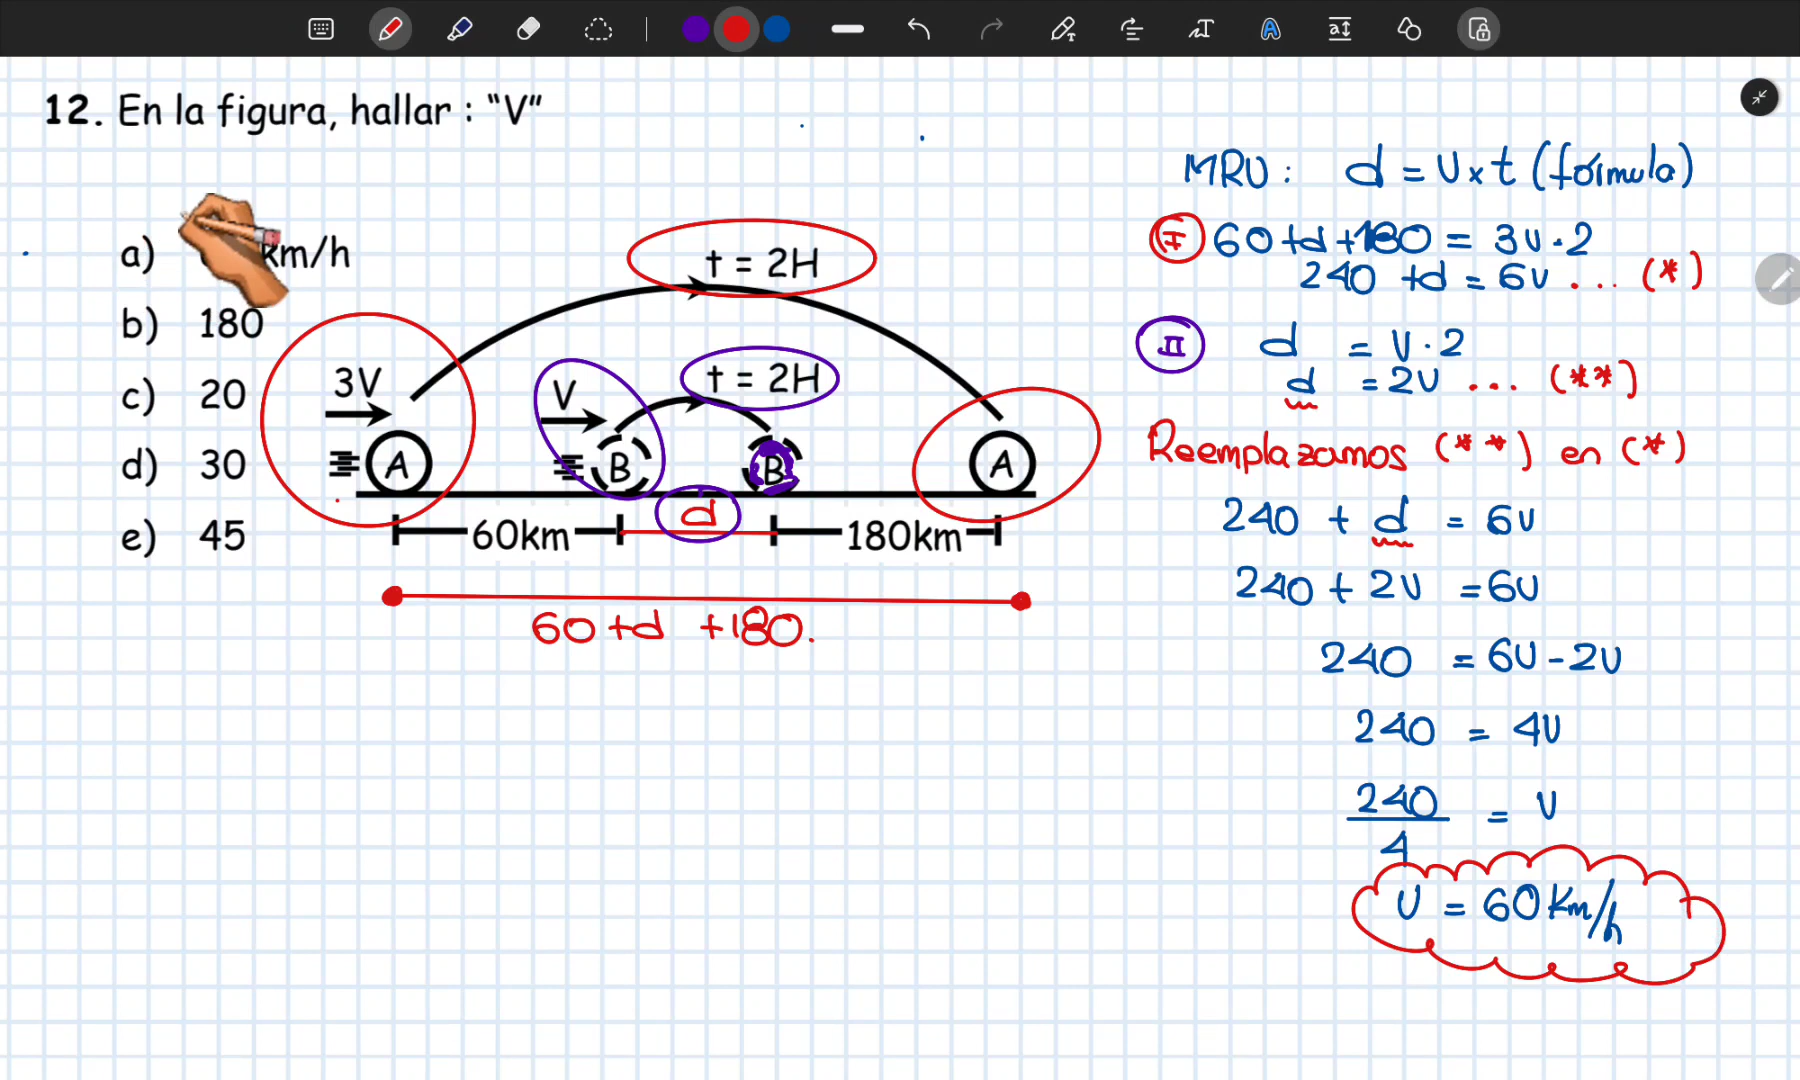 12. En la figura, hallar : “V”
a) km/h
b) 180
c) 20
d) 30
e) 45
t = 2H
3V
V
t = 2H
A
B
B
A
60km
d
180km
60+d +180.
MRU: d = V x t (fórmula)
I 60+d+180 = 3V·2
240 +d = 6V ... (*)
II d = V·2
d = 2V ... (**)
Reemplazamos (**) en (*)
240 + d = 6V
240 + 2V = 6V
240 = 6V - 2V
240 = 4V
240/4 = V
V = 60 Km/h